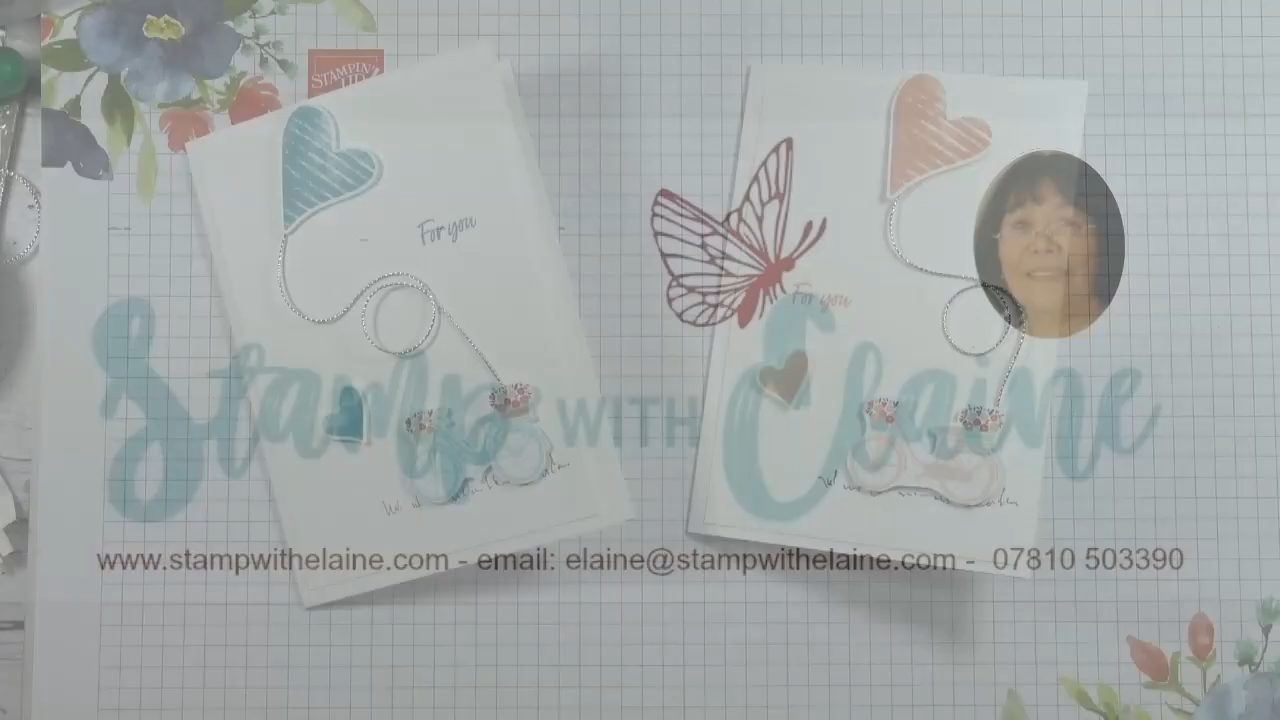 STAMPIN' UP!
For you
For you
Stamp WITH Elaine
www.stampwithelaine.com - email: elaine@stampwithelaine.com - 07810 503390